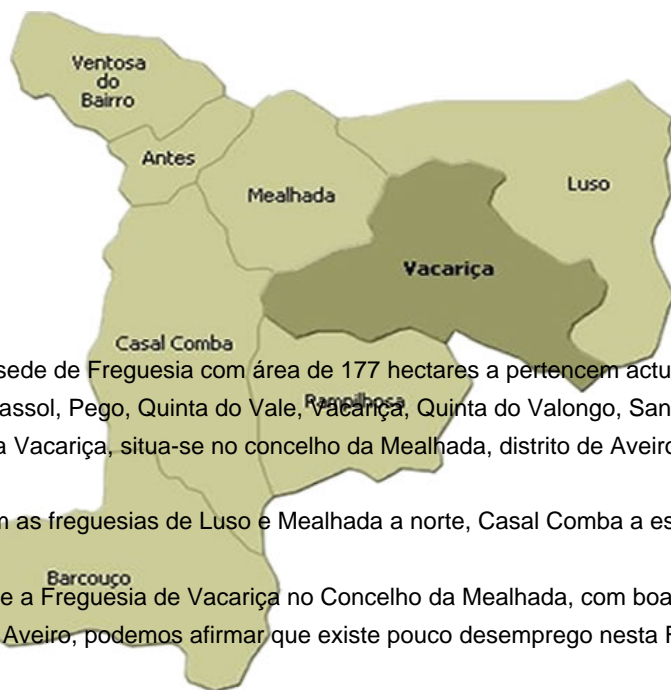 Ventosa
do
Bairro
Antes
Mealhada
Luso
Vacariça
Casal Comba
sede de Freguesia com área de 177 hectares a pertencem actu
Rampilhosa
assol, Pego, Quinta do Vale, Vacariça, Quinta do Valongo, San
a Vacariça, situa-se no concelho da Mealhada, distrito de Aveiro
m as freguesias de Luso e Mealhada a norte, Casal Comba a es
Barcouço
e a Freguesia de Vacariça no Concelho da Mealhada, com boa
Aveiro, podemos afirmar que existe pouco desemprego nesta F